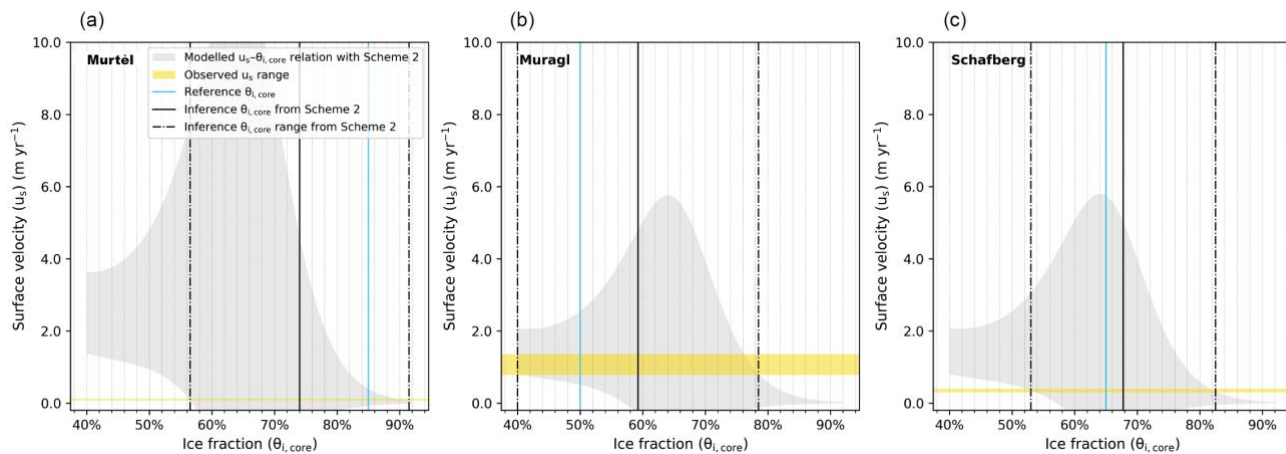 (a)
Murtèl
Modelled uₛ–θᵢ,core relation with Scheme 2
Observed uₛ range
Reference θᵢ,core
Inference θᵢ,core from Scheme 2
Inference θᵢ,core range from Scheme 2
10.0
8.0
6.0
4.0
2.0
0.0
Surface velocity (uₛ) (m yr⁻¹)
40% 50% 60% 70% 80% 90%
Ice fraction (θᵢ,core)
(b)
Muragl
10.0
8.0
6.0
4.0
2.0
0.0
Surface velocity (uₛ) (m yr⁻¹)
40% 50% 60% 70% 80% 90%
Ice fraction (θᵢ,core)
(c)
Schafberg
10.0
8.0
6.0
4.0
2.0
0.0
Surface velocity (uₛ) (m yr⁻¹)
40% 50% 60% 70% 80% 90%
Ice fraction (θᵢ,core)